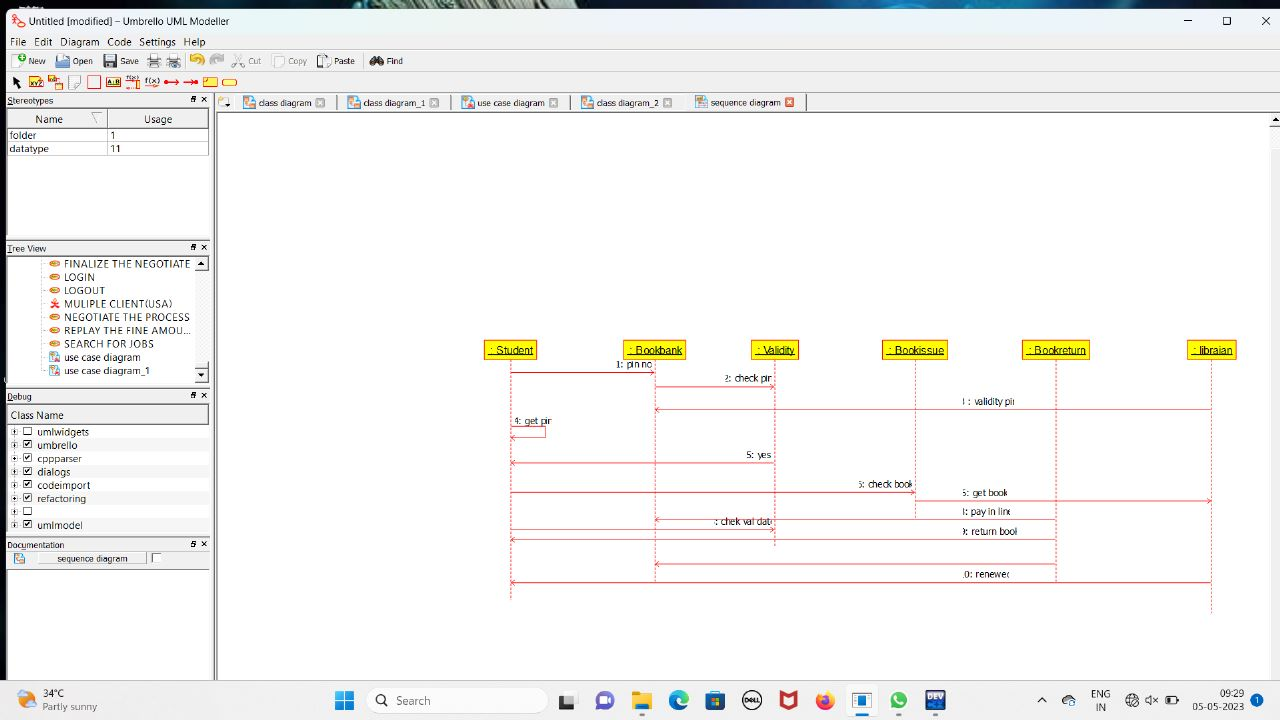 Untitled [modified] – Umbrello UML Modeller
File Edit Diagram Code Settings Help
New Open Save Cut Copy Paste Find
Stereotypes
class diagram class diagram_1 use case diagram class diagram_2 sequence diagram
Name Usage
folder 1
datatype 11
Tree View
FINALIZE THE NEGOTIATE
LOGIN
LOGOUT
MULIPLE CLIENT(USA)
NEGOTIATE THE PROCESS
REPLAY THE FINE AMOU...
SEARCH FOR JOBS
use case diagram
use case diagram_1
Debug
Class Name
umlwidgets
umbrello
cppparser
dialogs
codeimport
refactoring
umlmodel
Documentation
sequence diagram
: Student : Bookbank : Validity : Bookissue : Bookreturn : libraian
1: pin no
2: check pin
: validity pin
4: get pin
5: yes
: check book
: get book
: pay in line
: chek val date
: return book
0: renewed
34°C
Partly sunny
Search
DELL
DEV
ENG
IN
09:29
05-05-2023
1